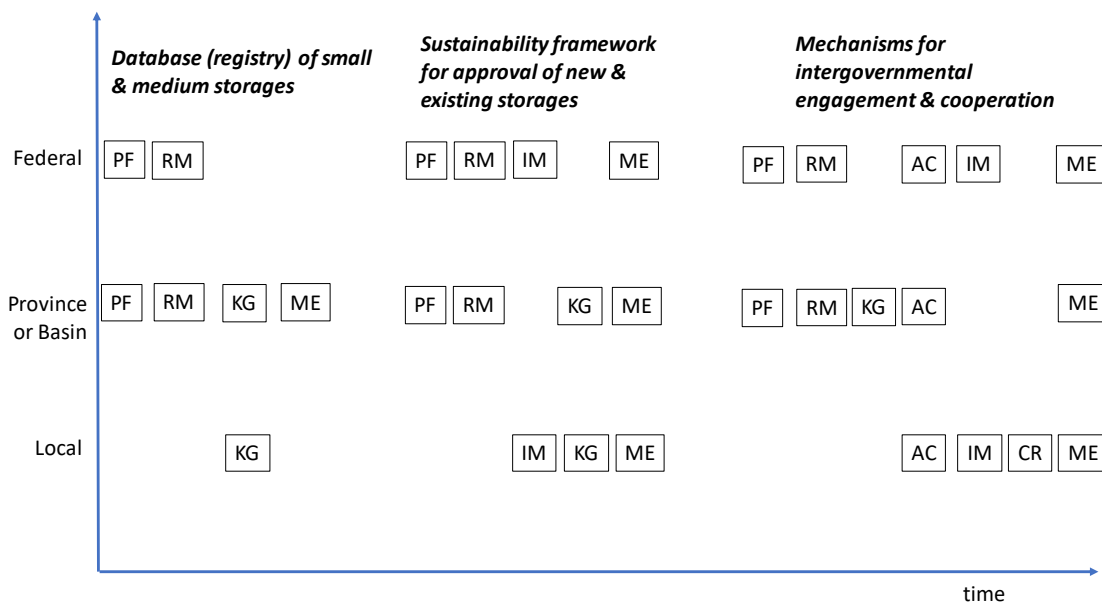 Database (registry) of small
& medium storages
Sustainability framework
for approval of new &
existing storages
Mechanisms for
intergovernmental
engagement & cooperation
Federal
PF RM
PF RM IM ME
PF RM AC IM ME
Province
or Basin
PF RM KG ME
PF RM KG ME
PF RM KG AC ME
Local
KG
IM KG ME
AC IM CR ME
time